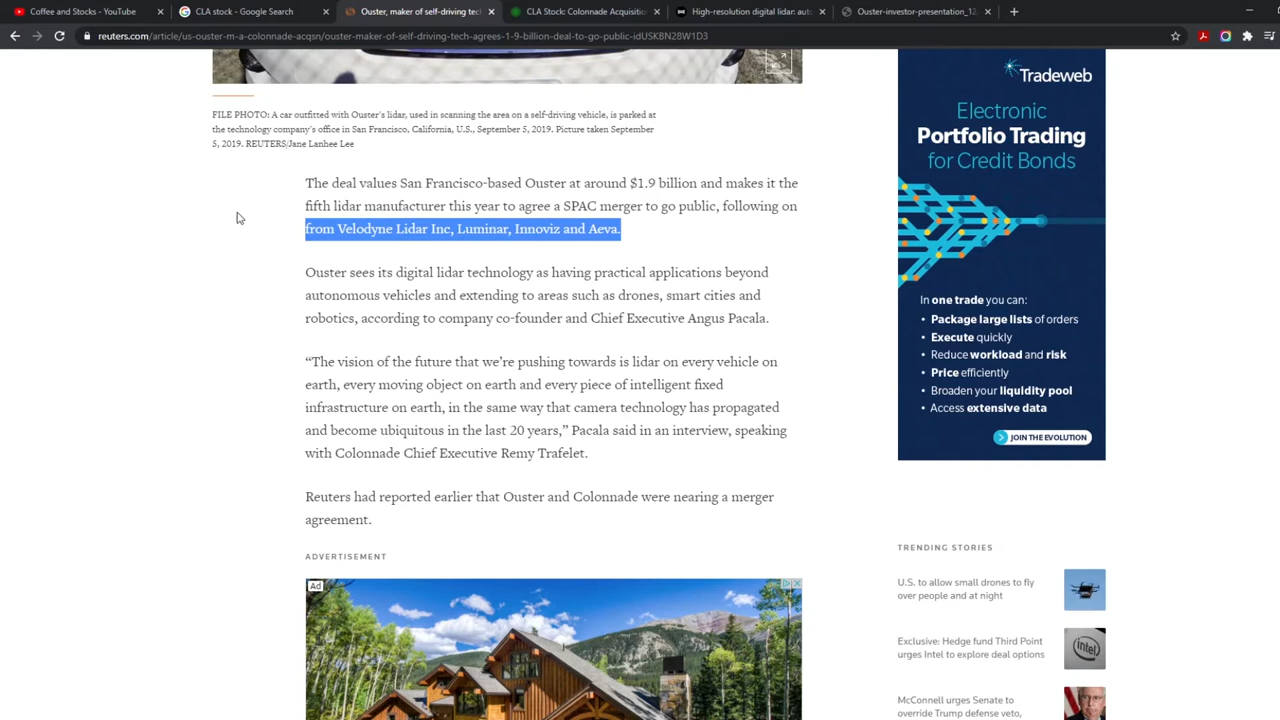 Coffee and Stocks - YouTube
CLA stock - Google Search
Ouster, maker of self-driving tec
CLA Stock: Colonnade Acquisitio
High-resolution digital lidar: auto
Ouster-investor-presentation_12.
reuters.com/article/us-ouster-m-a-colonnade-acqsn/ouster-maker-of-self-driving-tech-agrees-1-9-billion-deal-to-go-public-idUSKBN28W1D3
FILE PHOTO: A car outfitted with Ouster's lidar, used in scanning the area on a self-driving vehicle, is parked at
the technology company's office in San Francisco, California, U.S., September 5, 2019. Picture taken September
5, 2019. REUTERS/Jane Lanhee Lee
The deal values San Francisco-based Ouster at around $1.9 billion and makes it the
fifth lidar manufacturer this year to agree a SPAC merger to go public, following on
from Velodyne Lidar Inc, Luminar, Innoviz and Aeva.
Ouster sees its digital lidar technology as having practical applications beyond
autonomous vehicles and extending to areas such as drones, smart cities and
robotics, according to company co-founder and Chief Executive Angus Pacala.
“The vision of the future that we’re pushing towards is lidar on every vehicle on
earth, every moving object on earth and every piece of intelligent fixed
infrastructure on earth, in the same way that camera technology has propagated
and become ubiquitous in the last 20 years,” Pacala said in an interview, speaking
with Colonnade Chief Executive Remy Trafelet.
Reuters had reported earlier that Ouster and Colonnade were nearing a merger
agreement.
ADVERTISEMENT
Ad
Tradeweb
Electronic
Portfolio Trading
for Credit Bonds
In one trade you can:
• Package large lists of orders
• Execute quickly
• Reduce workload and risk
• Price efficiently
• Broaden your liquidity pool
• Access extensive data
JOIN THE EVOLUTION
TRENDING STORIES
U.S. to allow small drones to fly
over people and at night
Exclusive: Hedge fund Third Point
urges Intel to explore deal options
intel
McConnell urges Senate to
override Trump defense veto,